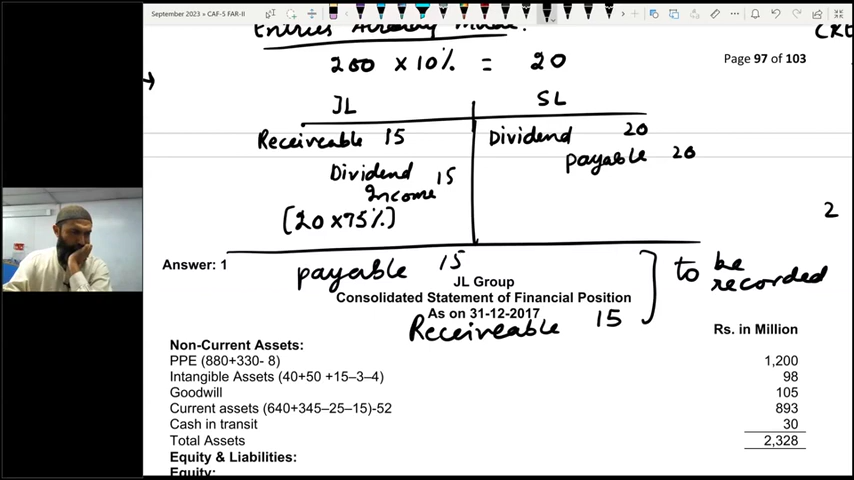 September 2023 » CAF-5 FAR-II
Entries Already Made:
200 × 10% = 20
Page 97 of 103
JL SL
Receiveable 15 Dividend 20
payable 20
Dividend Income 15
[20 × 75%]
2
Answer: 1
payable 15
to be recorded
JL Group
Consolidated Statement of Financial Position
As on 31-12-2017
Receiveable 15
Rs. in Million
Non-Current Assets:
PPE (880+330- 8) 1,200
Intangible Assets (40+50 +15–3–4) 98
Goodwill 105
Current assets (640+345–25–15)-52 893
Cash in transit 30
Total Assets 2,328
Equity & Liabilities:
Equity: